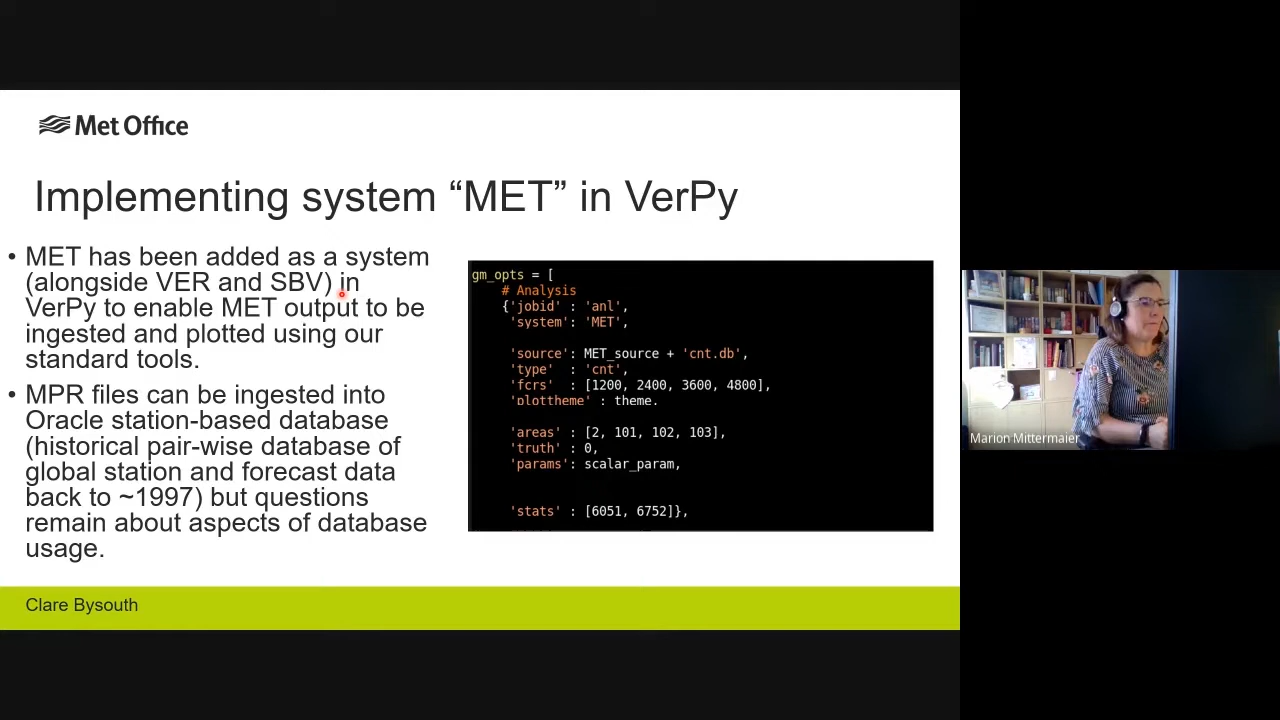 Met Office
Implementing system “MET” in VerPy
• MET has been added as a system
(alongside VER and SBV) in
VerPy to enable MET output to be
ingested and plotted using our
standard tools.
• MPR files can be ingested into
Oracle station-based database
(historical pair-wise database of
global station and forecast data
back to ~1997) but questions
remain about aspects of database
usage.
gm_opts = [
# Analysis
{'jobid' : 'anl',
'system': 'MET',
'source': MET_source + 'cnt.db',
'type' : 'cnt',
'fcrs' : [1200, 2400, 3600, 4800],
'plottheme' : theme.
'areas' : [2, 101, 102, 103],
'truth' : 0,
'params': scalar_param,
'stats' : [6051, 6752]},
Clare Bysouth
Marion Mittermaier